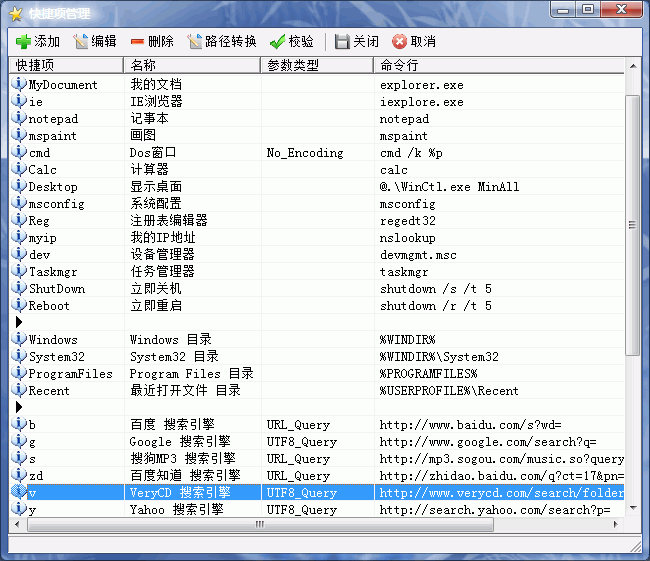 快捷项管理
添加 编辑 删除 路径转换 校验 关闭 取消
快捷项 名称 参数类型 命令行
MyDocument 我的文档 explorer.exe
ie IE浏览器 iexplore.exe
notepad 记事本 notepad
mspaint 画图 mspaint
cmd Dos窗口 No_Encoding cmd /k %p
Calc 计算器 calc
Desktop 显示桌面 @.\WinCtl.exe MinAll
msconfig 系统配置 msconfig
Reg 注册表编辑器 regedt32
myip 我的IP地址 nslookup
dev 设备管理器 devmgmt.msc
Taskmgr 任务管理器 taskmgr
ShutDown 立即关机 shutdown /s /t 5
Reboot 立即重启 shutdown /r /t 5
Windows Windows 目录 %WINDIR%
System32 System32 目录 %WINDIR%\System32
ProgramFiles Program Files 目录 %PROGRAMFILES%
Recent 最近打开文件 目录 %USERPROFILE%\Recent
b 百度 搜索引擎 URL_Query http://www.baidu.com/s?wd=
g Google 搜索引擎 UTF8_Query http://www.google.com/search?q=
s 搜狗MP3 搜索引擎 URL_Query http://mp3.sogou.com/music.so?query
zd 百度知道 搜索引擎 URL_Query http://zhidao.baidu.com/q?ct=17&pn=
v VeryCD 搜索引擎 UTF8_Query http://www.verycd.com/search/folder
y Yahoo 搜索引擎 UTF8_Query http://search.yahoo.com/search?p=